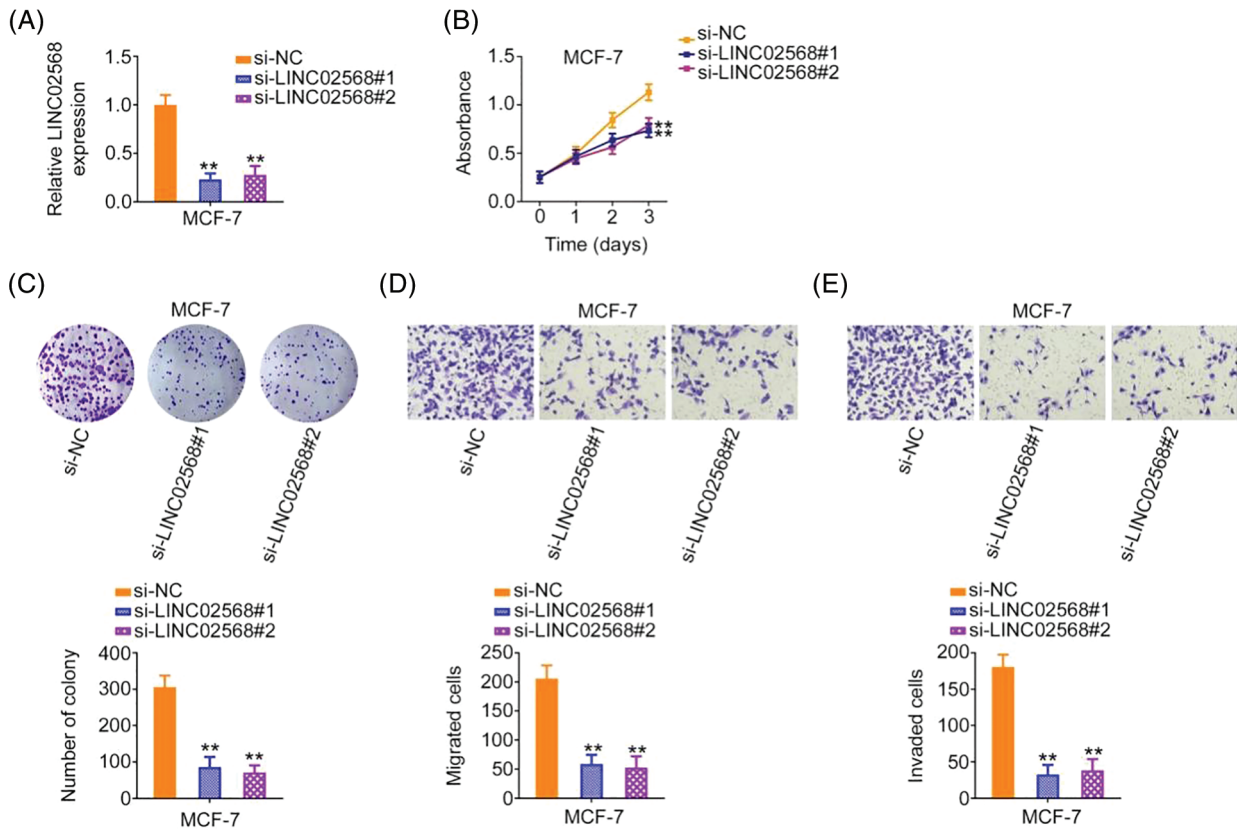 (A)
Relative LINC02568
expression
1.5
1.0
0.5
0.0
si-NC
si-LINC02568#1
si-LINC02568#2
**
**
MCF-7
(B)
MCF-7
Absorbance
1.5
1.0
0.5
0.0
0 1 2 3
Time (days)
si-NC
si-LINC02568#1
si-LINC02568#2
**
**
(C)
MCF-7
si-NC
si-LINC02568#1
si-LINC02568#2
si-NC
si-LINC02568#1
si-LINC02568#2
Number of colony
400
300
200
100
0
**
**
MCF-7
(D)
MCF-7
si-NC
si-LINC02568#1
si-LINC02568#2
si-NC
si-LINC02568#1
si-LINC02568#2
Migrated cells
250
200
150
100
50
0
**
**
MCF-7
(E)
MCF-7
si-NC
si-LINC02568#1
si-LINC02568#2
si-NC
si-LINC02568#1
si-LINC02568#2
Invaded cells
200
150
100
50
0
**
**
MCF-7